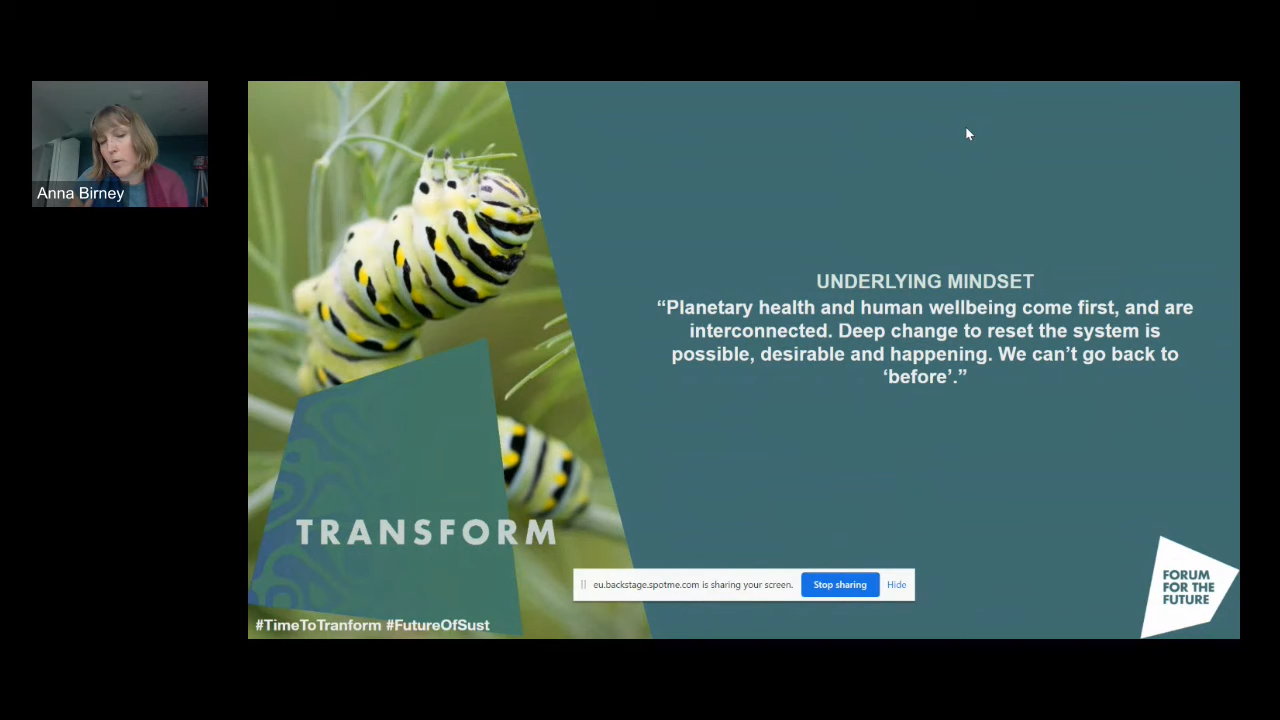 Anna Birney
UNDERLYING MINDSET
“Planetary health and human wellbeing come first, and are
interconnected. Deep change to reset the system is
possible, desirable and happening. We can’t go back to
‘before’.”
TRANSFORM
eu.backstage.spotme.com is sharing your screen.
Stop sharing
Hide
FORUM
FOR THE
FUTURE
#TimeToTranform #FutureOfSust